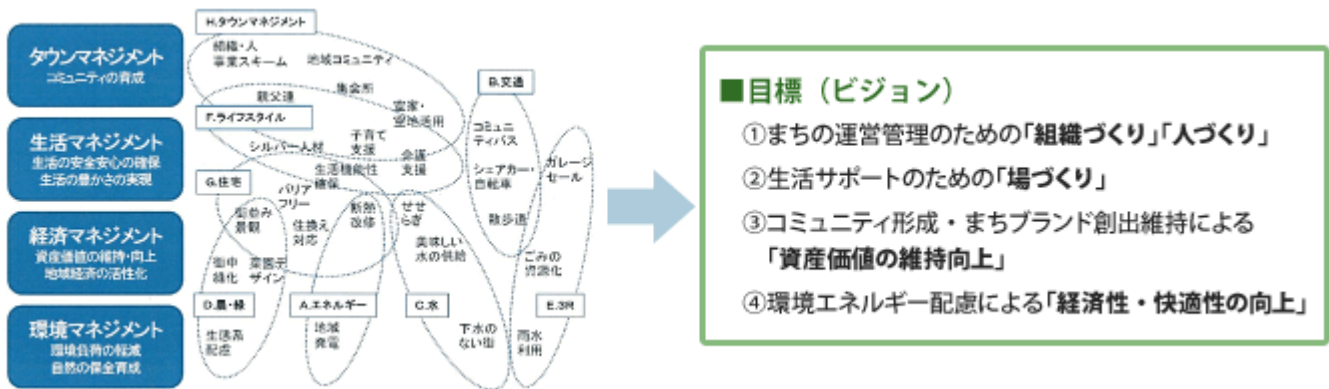 タウンマネジメント
コミュニティの育成
生活マネジメント
生活の安全安心の確保
生活の豊かさの実現
経済マネジメント
資産価値の維持・向上
地域経済の活性化
環境マネジメント
環境負荷の軽減
自然の保全育成
H.タウンマネジメント
組織・人
事業スキーム
地域コミュニティ
集会所
親父連
空家・
空地活用
F.ライフスタイル
子育て
支援
シルバー人材
介護
支援
生活機能性
確保
B.交通
コミュニ
ティバス
シェアカー・
自転車
散歩道
ガレージ
セール
G.住宅
バリア
フリー
街並み
景観
住換え
対応
断熱
改修
せせ
らぎ
美味しい
水の供給
ごみの
資源化
街中
緑化
菜園デ
ザイン
D.農・緑
A.エネルギー
C.水
E.3R
生態系
配慮
地域
発電
下水の
ない街
雨水
利用
■目標（ビジョン）
①まちの運営管理のための「組織づくり」「人づくり」
②生活サポートのための「場づくり」
③コミュニティ形成・まちブランド創出維持による
「資産価値の維持向上」
④環境エネルギー配慮による「経済性・快適性の向上」